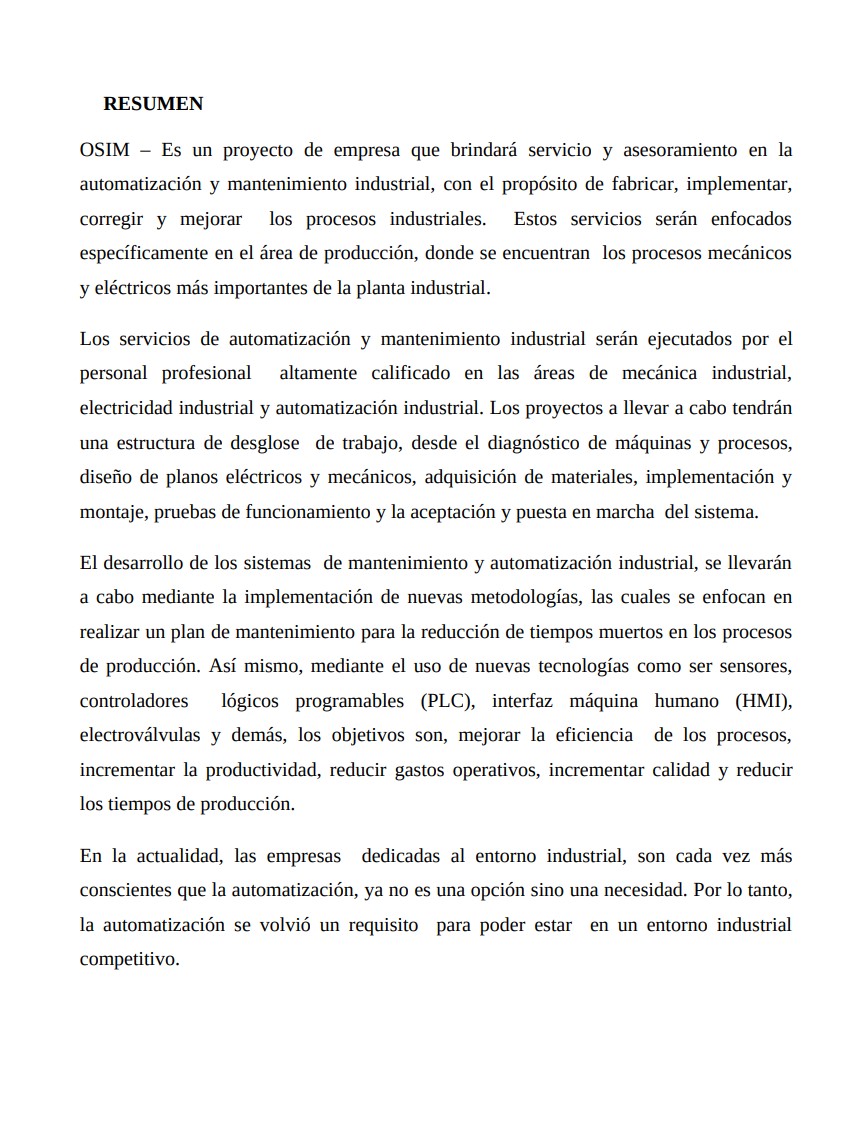 RESUMEN
OSIM – Es un proyecto de empresa que brindará servicio y asesoramiento en la
automatización y mantenimiento industrial, con el propósito de fabricar, implementar,
corregir y mejorar los procesos industriales. Estos servicios serán enfocados
específicamente en el área de producción, donde se encuentran los procesos mecánicos
y eléctricos más importantes de la planta industrial.
Los servicios de automatización y mantenimiento industrial serán ejecutados por el
personal profesional altamente calificado en las áreas de mecánica industrial,
electricidad industrial y automatización industrial. Los proyectos a llevar a cabo tendrán
una estructura de desglose de trabajo, desde el diagnóstico de máquinas y procesos,
diseño de planos eléctricos y mecánicos, adquisición de materiales, implementación y
montaje, pruebas de funcionamiento y la aceptación y puesta en marcha del sistema.
El desarrollo de los sistemas de mantenimiento y automatización industrial, se llevarán
a cabo mediante la implementación de nuevas metodologías, las cuales se enfocan en
realizar un plan de mantenimiento para la reducción de tiempos muertos en los procesos
de producción. Así mismo, mediante el uso de nuevas tecnologías como ser sensores,
controladores lógicos programables (PLC), interfaz máquina humano (HMI),
electroválvulas y demás, los objetivos son, mejorar la eficiencia de los procesos,
incrementar la productividad, reducir gastos operativos, incrementar calidad y reducir
los tiempos de producción.
En la actualidad, las empresas dedicadas al entorno industrial, son cada vez más
conscientes que la automatización, ya no es una opción sino una necesidad. Por lo tanto,
la automatización se volvió un requisito para poder estar en un entorno industrial
competitivo.